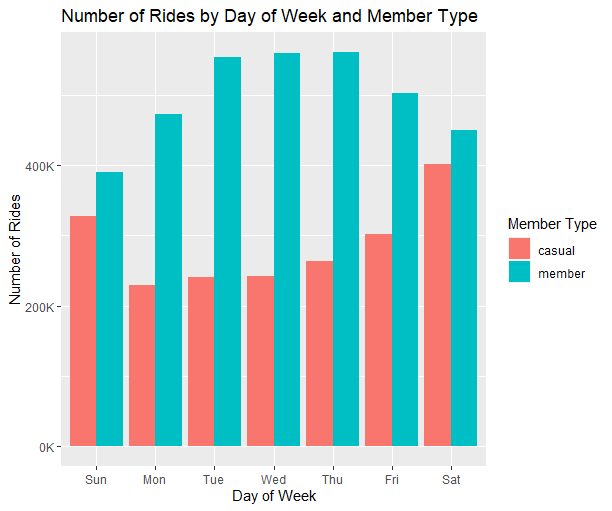 Number of Rides by Day of Week and Member Type
Number of Rides
400K
200K
0K
Sun Mon Tue Wed Thu Fri Sat
Day of Week
Member Type
casual
member